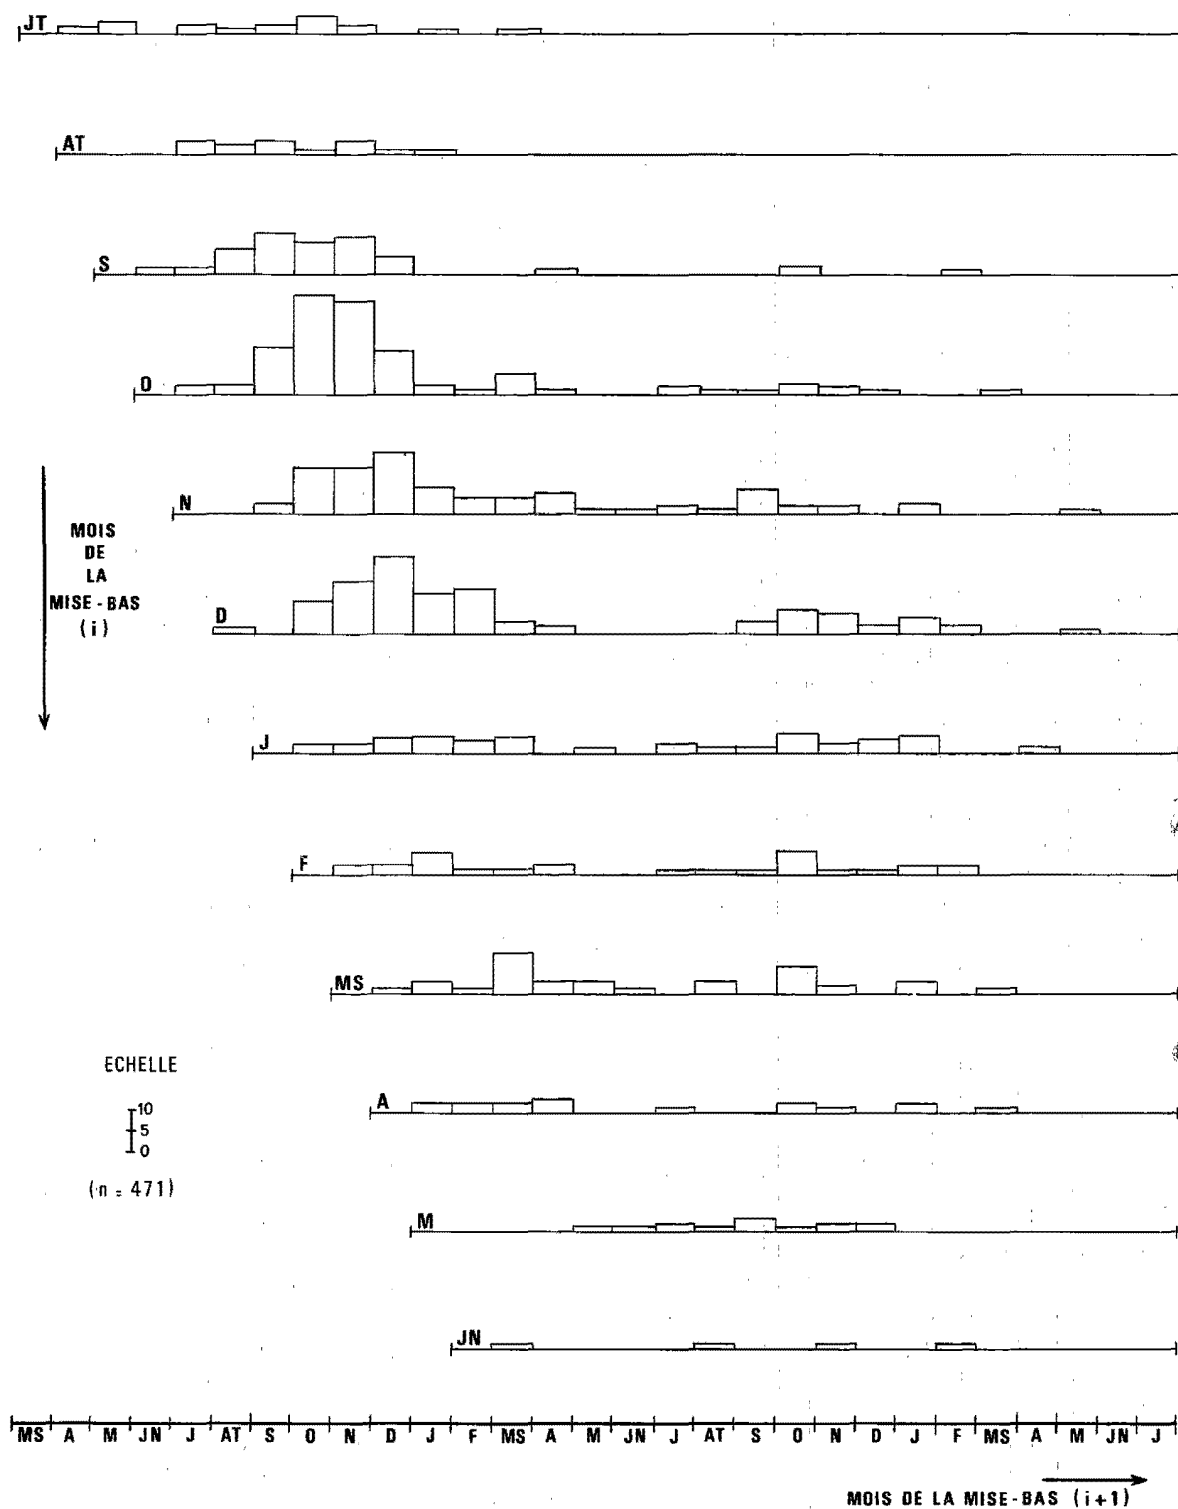 JT
AT
S
O
N
MOIS
DE
LA
MISE-BAS
(i)
D
J
F
MS
ECHELLE
10
5
0
(n = 471)
A
M
JN
MS A M JN J AT S O N D J F MS A M JN J AT S O N D J F MS A M JN J
MOIS DE LA MISE-BAS (i+1)